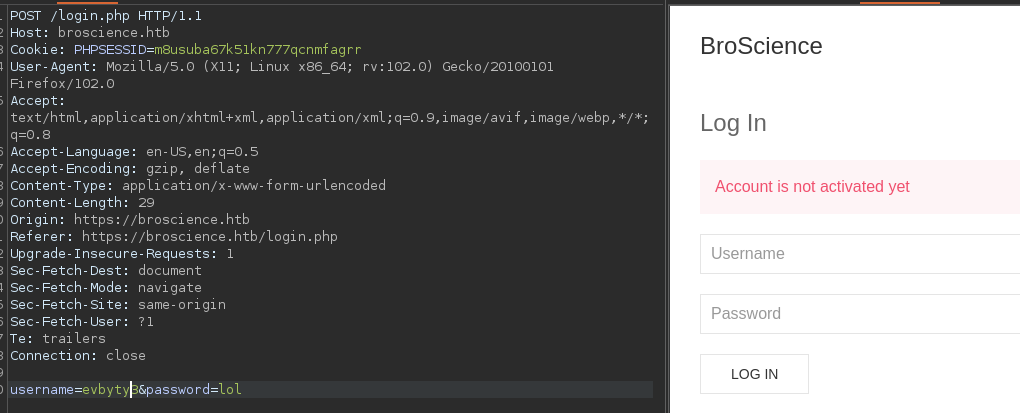 POST /login.php HTTP/1.1
Host: broscience.htb
Cookie: PHPSESSID=m8usuba67k51kn777qcnmfagrr
User-Agent: Mozilla/5.0 (X11; Linux x86_64; rv:102.0) Gecko/20100101
Firefox/102.0
Accept:
text/html,application/xhtml+xml,application/xml;q=0.9,image/avif,image/webp,*/*;
q=0.8
Accept-Language: en-US,en;q=0.5
Accept-Encoding: gzip, deflate
Content-Type: application/x-www-form-urlencoded
Content-Length: 29
Origin: https://broscience.htb
Referer: https://broscience.htb/login.php
Upgrade-Insecure-Requests: 1
Sec-Fetch-Dest: document
Sec-Fetch-Mode: navigate
Sec-Fetch-Site: same-origin
Sec-Fetch-User: ?1
Te: trailers
Connection: close
username=evbyty3&password=lol
BroScience
Log In
Account is not activated yet
Username
Password
LOG IN